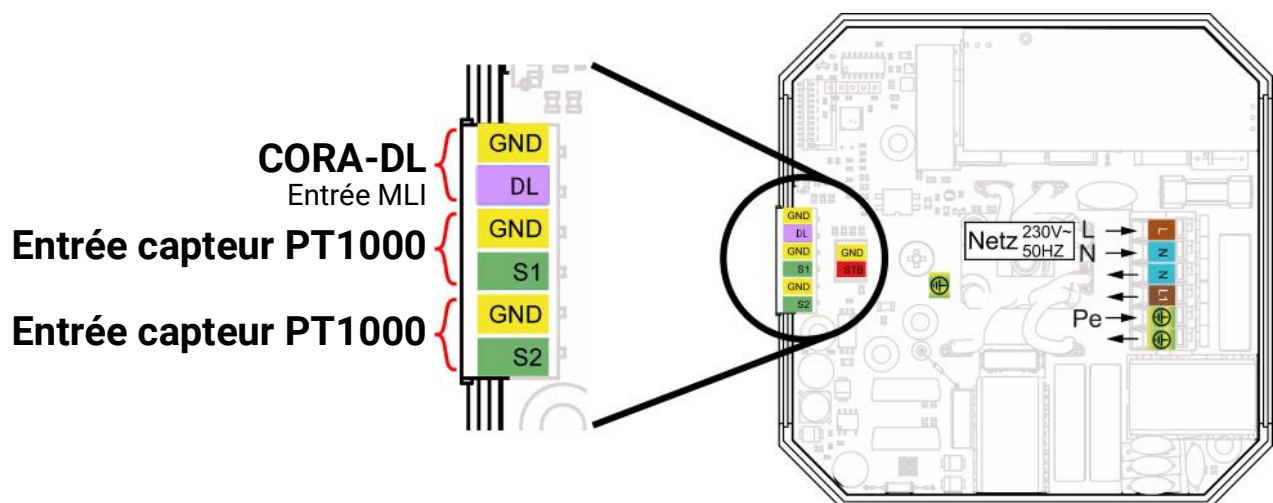 CORA-DL
Entrée MLI
Entrée capteur PT1000
Entrée capteur PT1000
GND
DL
GND
S1
GND
S2
GND
DL
GND
S1
GND
S2
GND
STB
Netz 230V~
50HZ
L
N
Pe
L
N
N
L1